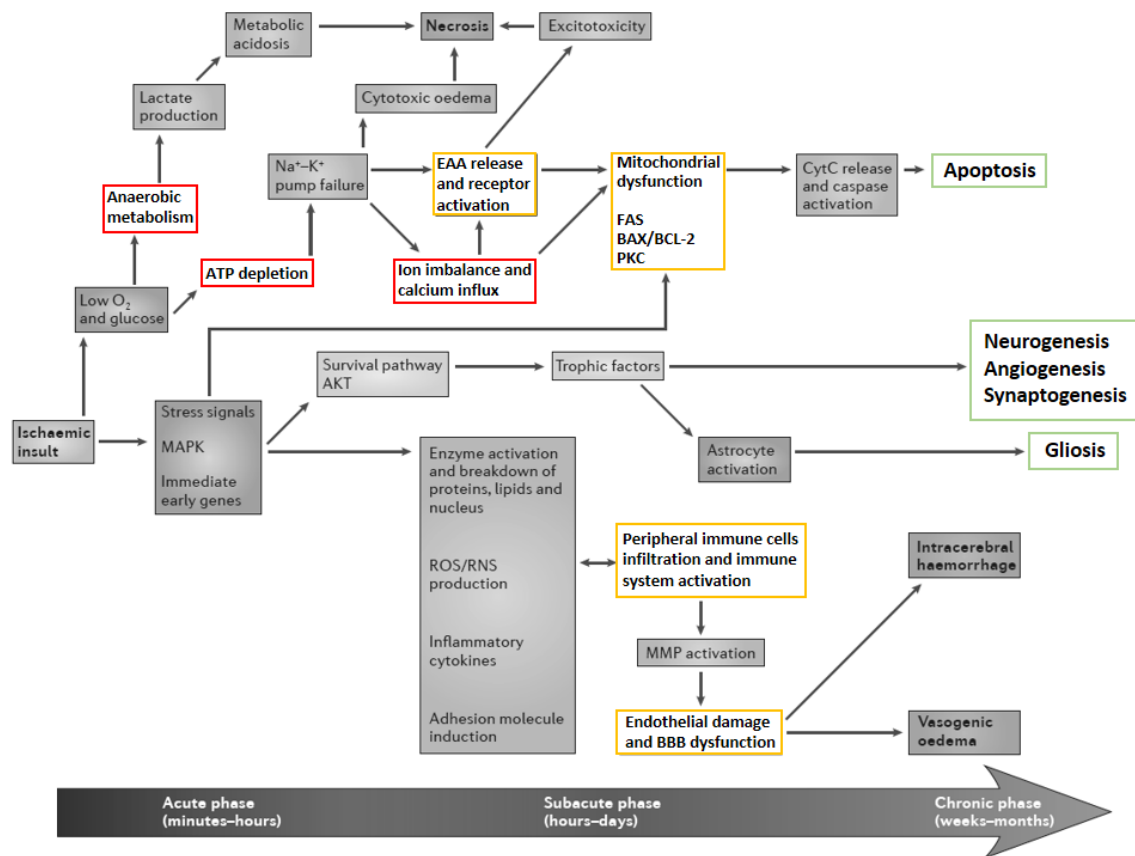 Metabolic
acidosis
Necrosis
Excitotoxicity
Lactate
production
Cytotoxic oedema
Na⁺–K⁺
pump failure
EAA release
and receptor
activation
Mitochondrial
dysfunction
FAS
BAX/BCL-2
PKC
CytC release
and caspase
activation
Apoptosis
Anaerobic
metabolism
ATP depletion
Ion imbalance and
calcium influx
Low O₂
and glucose
Survival pathway
AKT
Trophic factors
Neurogenesis
Angiogenesis
Synaptogenesis
Ischaemic
insult
Stress signals
MAPK
Immediate
early genes
Astrocyte
activation
Gliosis
Enzyme activation
and breakdown of
proteins, lipids and
nucleus
ROS/RNS
production
Inflammatory
cytokines
Adhesion molecule
induction
Peripheral immune cells
infiltration and immune
system activation
MMP activation
Endothelial damage
and BBB dysfunction
Intracerebral
haemorrhage
Vasogenic
oedema
Acute phase
(minutes–hours)
Subacute phase
(hours–days)
Chronic phase
(weeks–months)